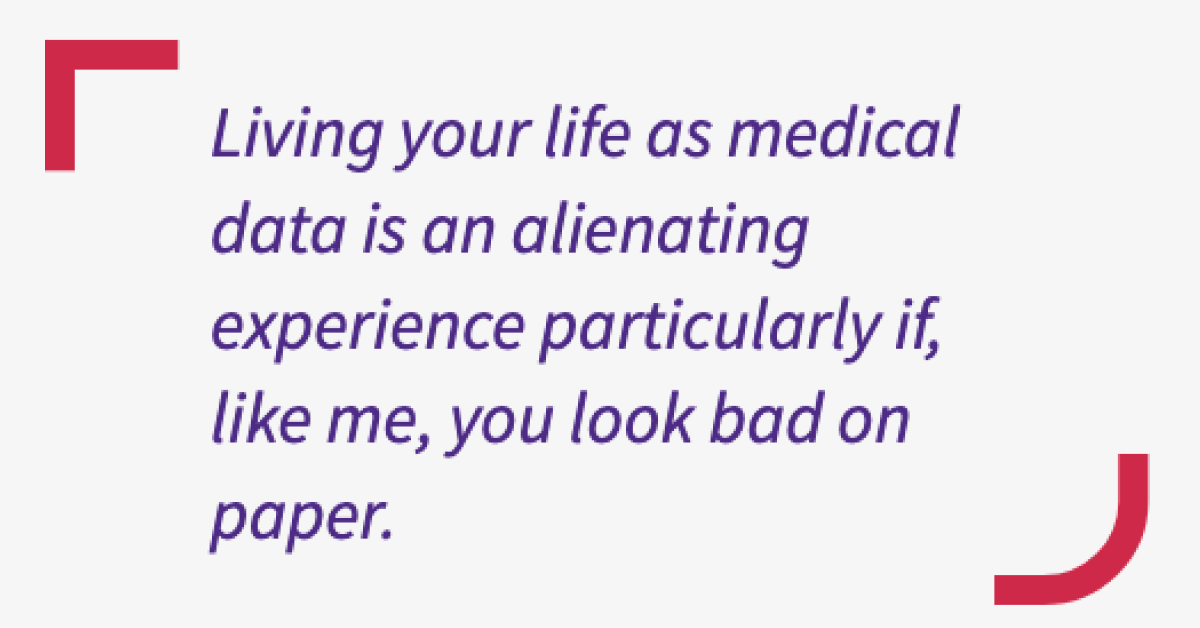 Living your life as medical
data is an alienating
experience particularly if,
like me, you look bad on
paper.